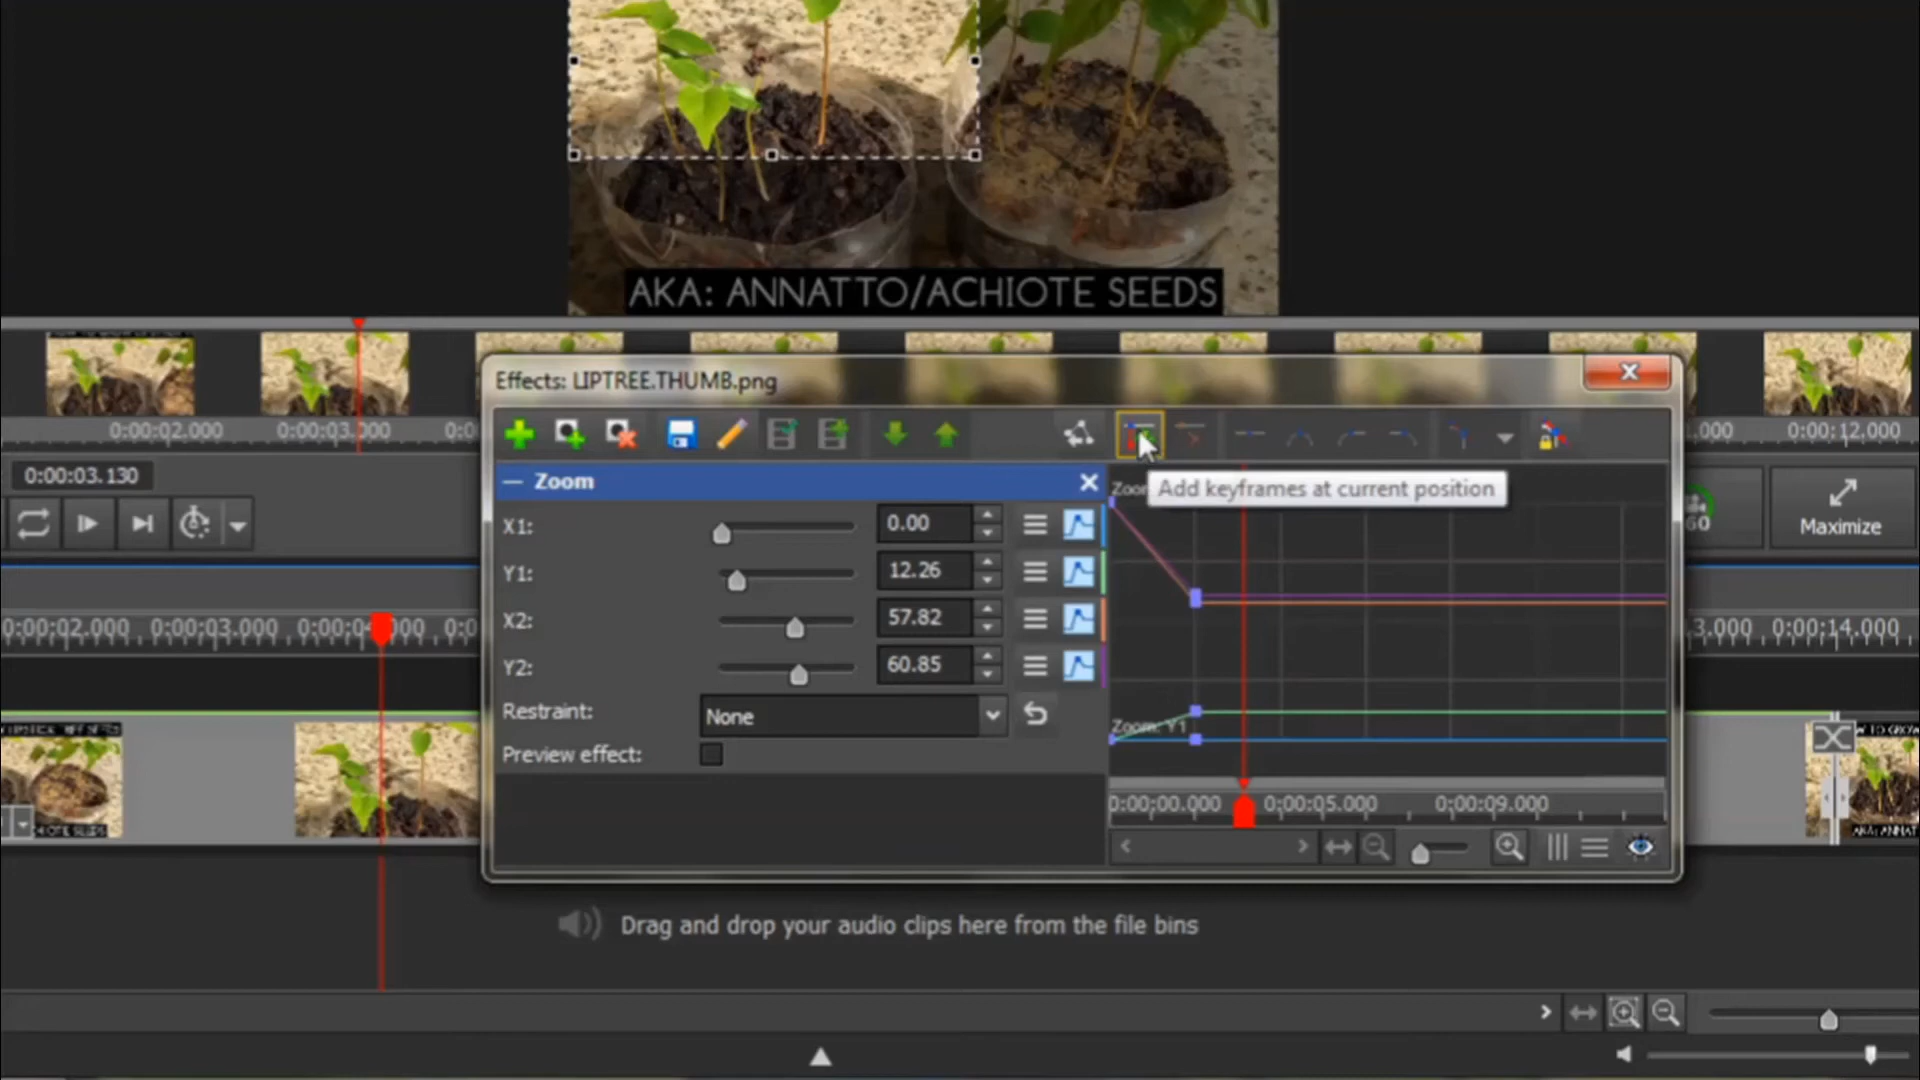 AKA: ANNATTO/ACHIOTE SEEDS
0:00:02.000 0:00:03.000
.000 0:00:12.000
Effects: LIPTREE.THUMB.png
0:00:03.130
Zoom
Add keyframes at current position
X1: 0.00
Y1: 12.26
X2: 57.82
Y2: 60.85
Restraint: None
Preview effect:
Zoom: Y1
0:00:00.000 0:00:05.000 0:00:09.000
Maximize
0:00:02.000 0:00:03.000
3.000 0:00:14.000
Drag and drop your audio clips here from the file bins